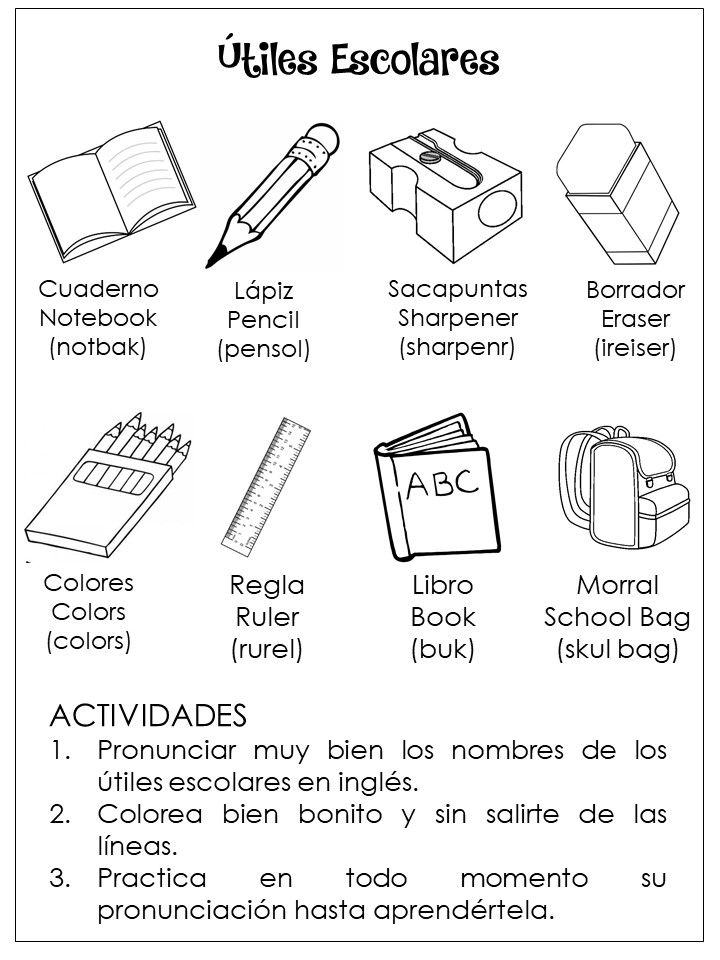 Útiles Escolares
Cuaderno
Notebook
(notbak)
Lápiz
Pencil
(pensol)
Sacapuntas
Sharpener
(sharpenr)
Borrador
Eraser
(ireiser)
ABC
Colores
Colors
(colors)
Regla
Ruler
(rurel)
Libro
Book
(buk)
Morral
School Bag
(skul bag)
ACTIVIDADES
1. Pronunciar muy bien los nombres de los
útiles escolares en inglés.
2. Colorea bien bonito y sin salirte de las
líneas.
3. Practica en todo momento su
pronunciación hasta aprendértela.